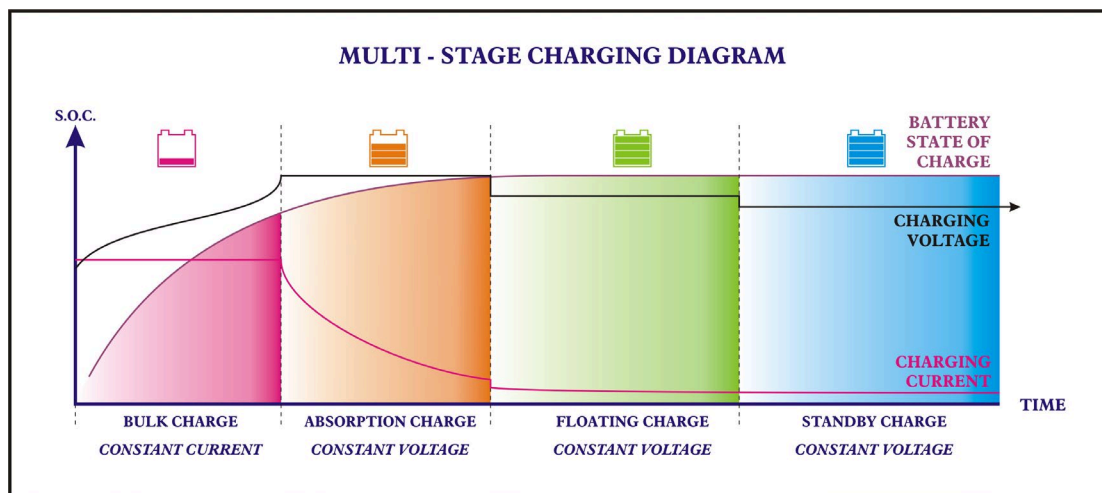 MULTI - STAGE CHARGING DIAGRAM
S.O.C.
BATTERY
STATE OF
CHARGE
CHARGING
VOLTAGE
CHARGING
CURRENT
TIME
BULK CHARGE
CONSTANT CURRENT
ABSORPTION CHARGE
CONSTANT VOLTAGE
FLOATING CHARGE
CONSTANT VOLTAGE
STANDBY CHARGE
CONSTANT VOLTAGE